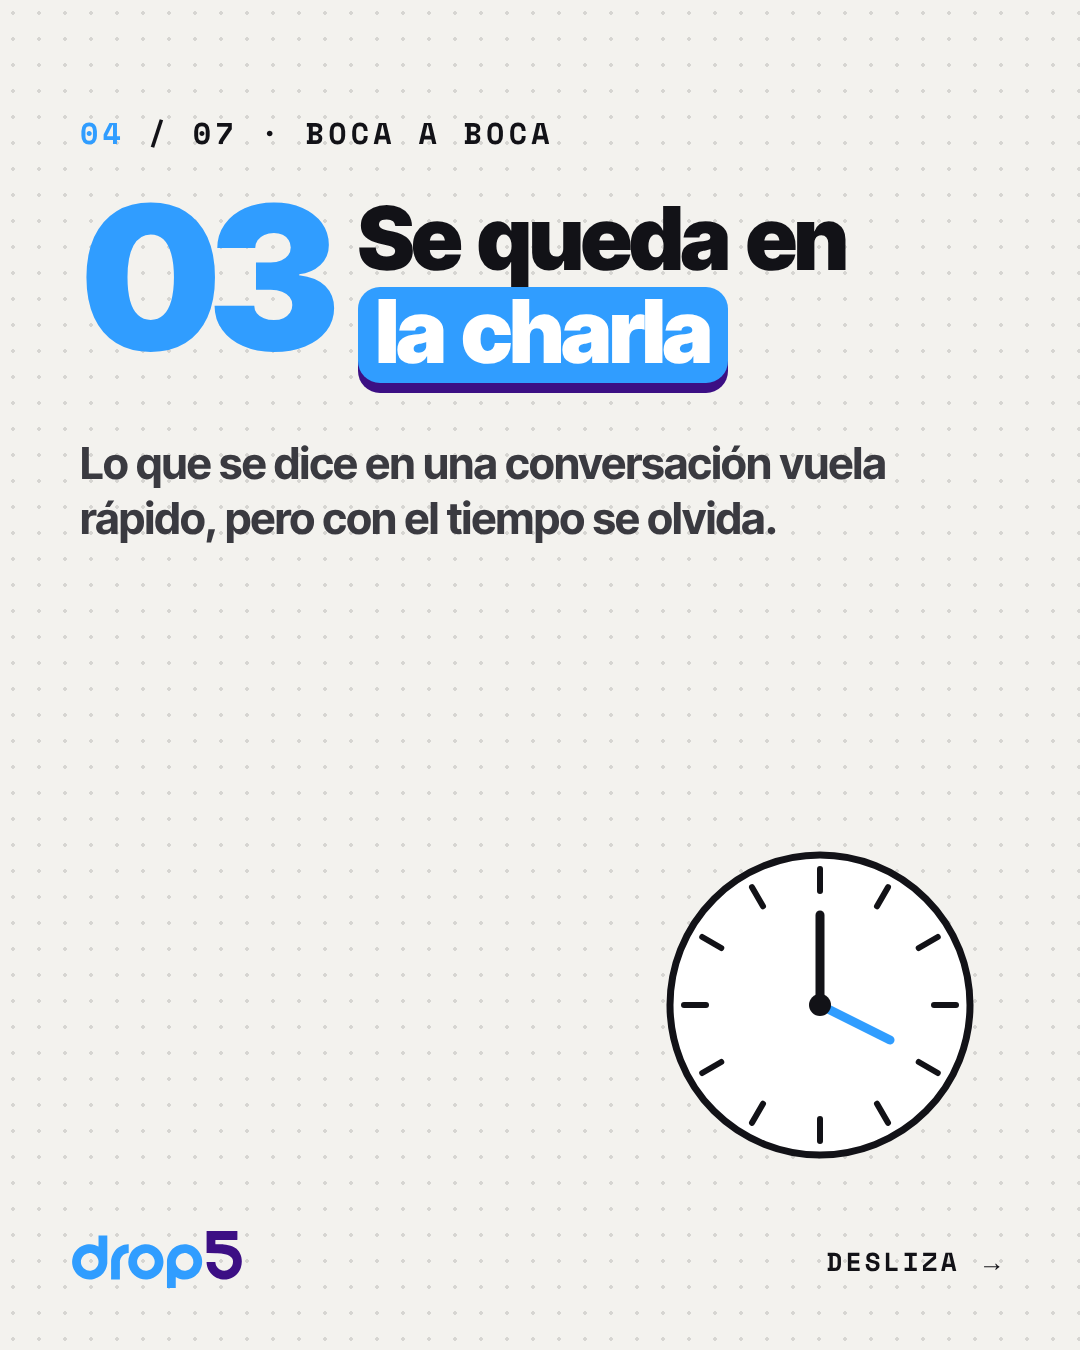 04 / 07 · BOCA A BOCA
03
Se queda en
la charla
Lo que se dice en una conversación vuela
rápido, pero con el tiempo se olvida.
drop5
DESLIZA →